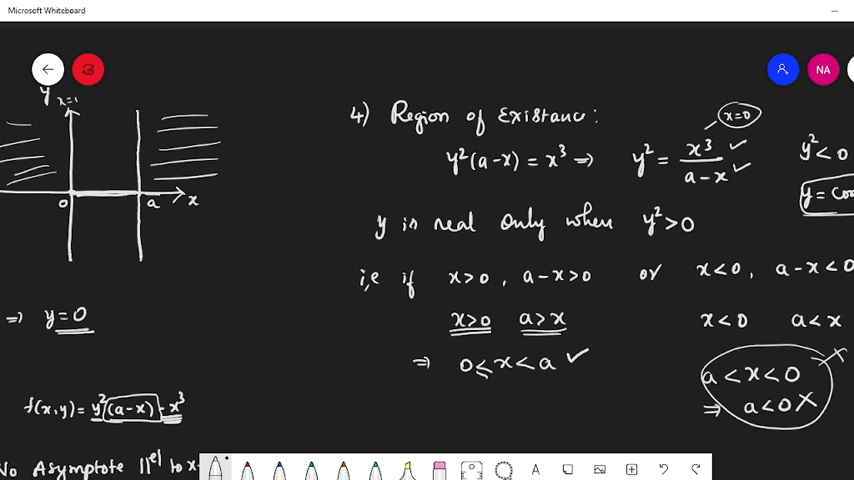 Microsoft Whiteboard
NA
y x=1
0 a x
4) Region of Existance:
x=0
y²(a-x) = x³ ⇒ y² = x³/(a-x) ✓ ✓
y²<0
y is real only when y²>0
i,e if x>0, a-x>0 or x<0, a-x<0
x>0 a>x x<0 a<x
⇒ 0≤x<a ✓
a<x<0 ✗
⇒ a<0 ✗
⇒ y=0
f(x,y) = y²(a-x) - x³
No Asymptote ||el to x-
A